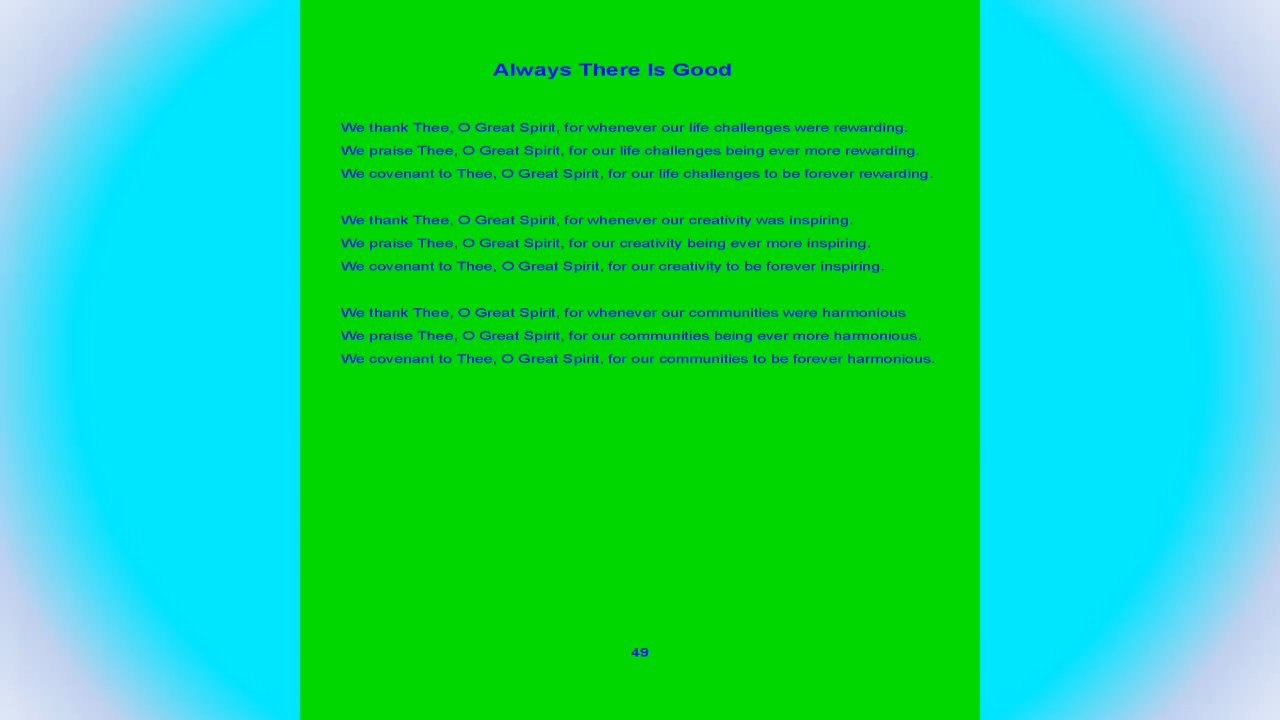 Always There Is Good
We thank Thee, O Great Spirit, for whenever our life challenges were rewarding.
We praise Thee, O Great Spirit, for our life challenges being ever more rewarding.
We covenant to Thee, O Great Spirit, for our life challenges to be forever rewarding.
We thank Thee, O Great Spirit, for whenever our creativity was inspiring.
We praise Thee, O Great Spirit, for our creativity being ever more inspiring.
We covenant to Thee, O Great Spirit, for our creativity to be forever inspiring.
We thank Thee, O Great Spirit, for whenever our communities were harmonious
We praise Thee, O Great Spirit, for our communities being ever more harmonious.
We covenant to Thee, O Great Spirit, for our communities to be forever harmonious.
49